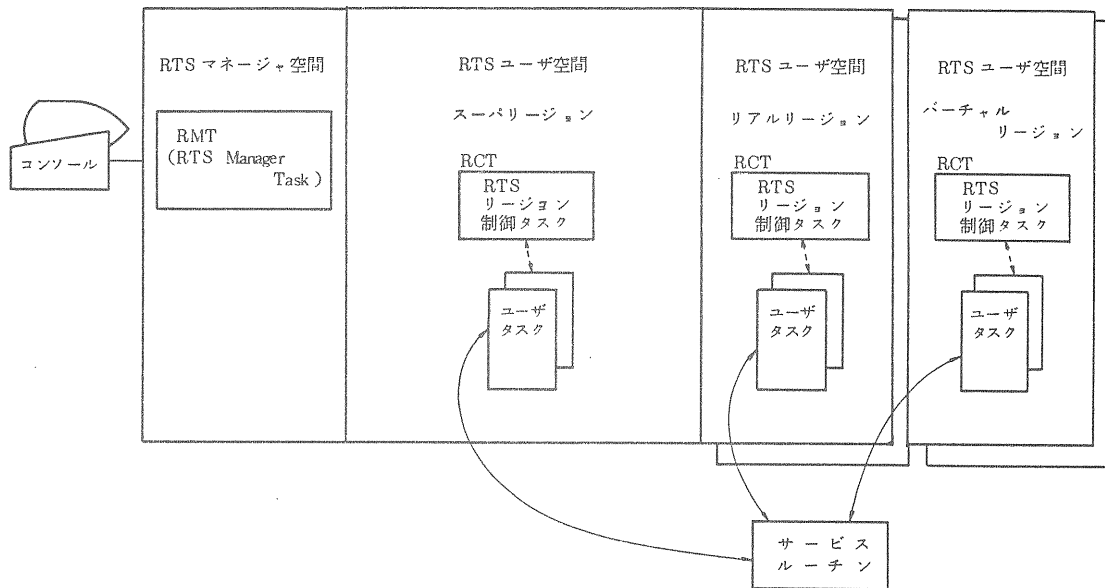 コンソール
RTS マネージャ空間
RMT
(RTS Manager
Task)
RTS ユーザ空間
スーパリージョン
RCT
RTS
リージョン
制御タスク
ユーザ
タスク
RTS ユーザ空間
リアルリージョン
RCT
RTS
リージョン
制御タスク
ユーザ
タスク
RTS ユーザ空間
バーチャル
リージョン
RCT
RTS
リージョン
制御タスク
ユーザ
タスク
サービス
ルーチン